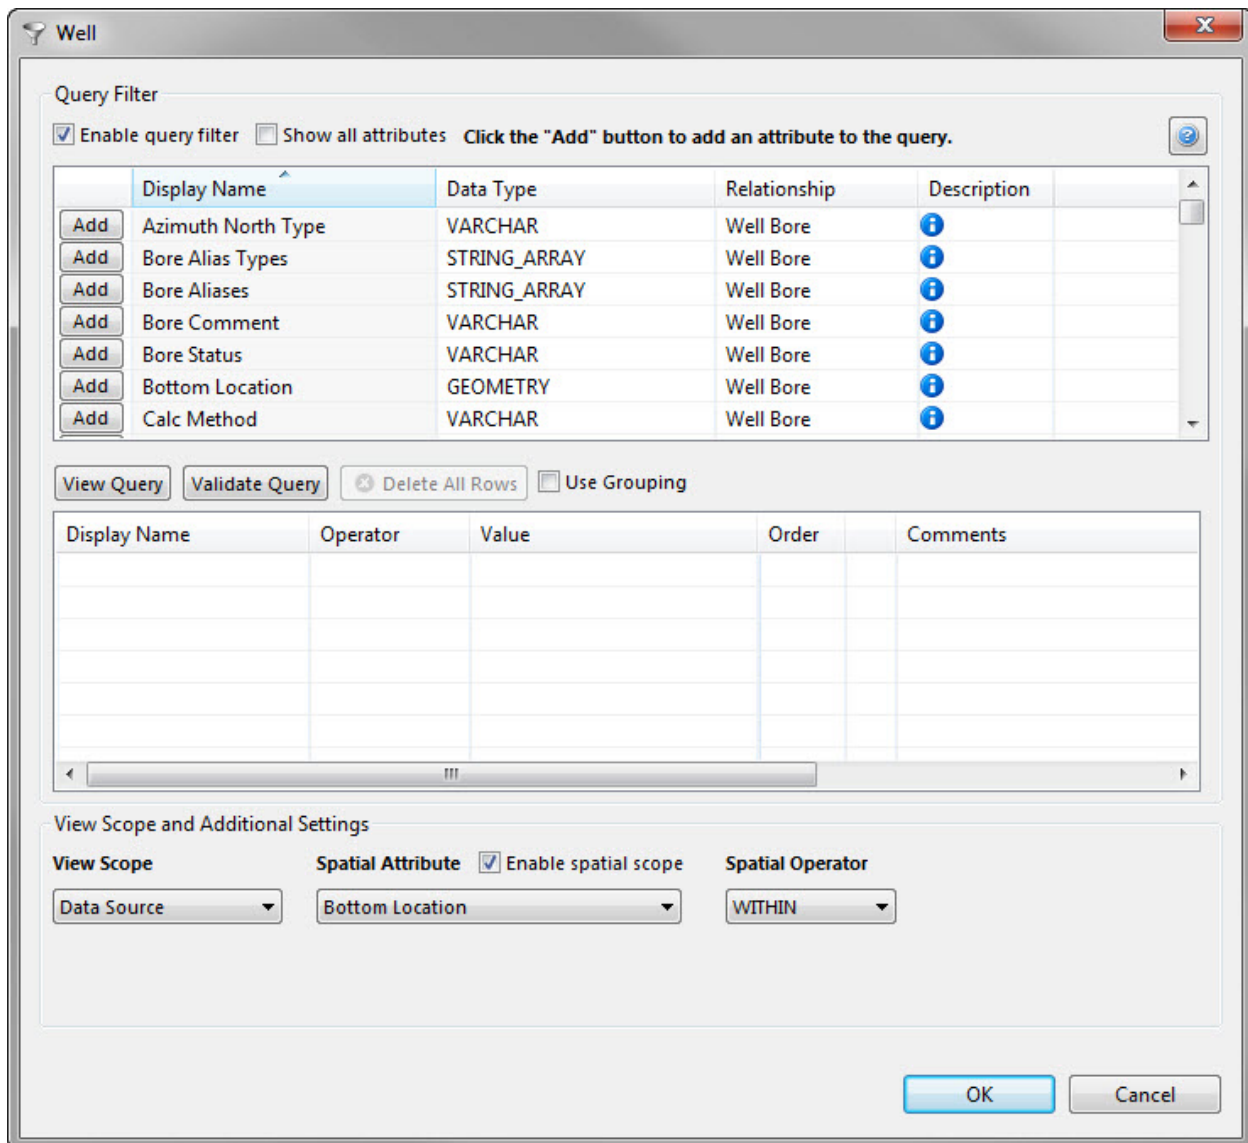 Well
Query Filter
Enable query filter Show all attributes Click the "Add" button to add an attribute to the query.
Display Name Data Type Relationship Description
Add Azimuth North Type VARCHAR Well Bore
Add Bore Alias Types STRING_ARRAY Well Bore
Add Bore Aliases STRING_ARRAY Well Bore
Add Bore Comment VARCHAR Well Bore
Add Bore Status VARCHAR Well Bore
Add Bottom Location GEOMETRY Well Bore
Add Calc Method VARCHAR Well Bore
View Query Validate Query Delete All Rows Use Grouping
Display Name Operator Value Order Comments
View Scope and Additional Settings
View Scope Spatial Attribute Enable spatial scope Spatial Operator
Data Source Bottom Location WITHIN
OK Cancel